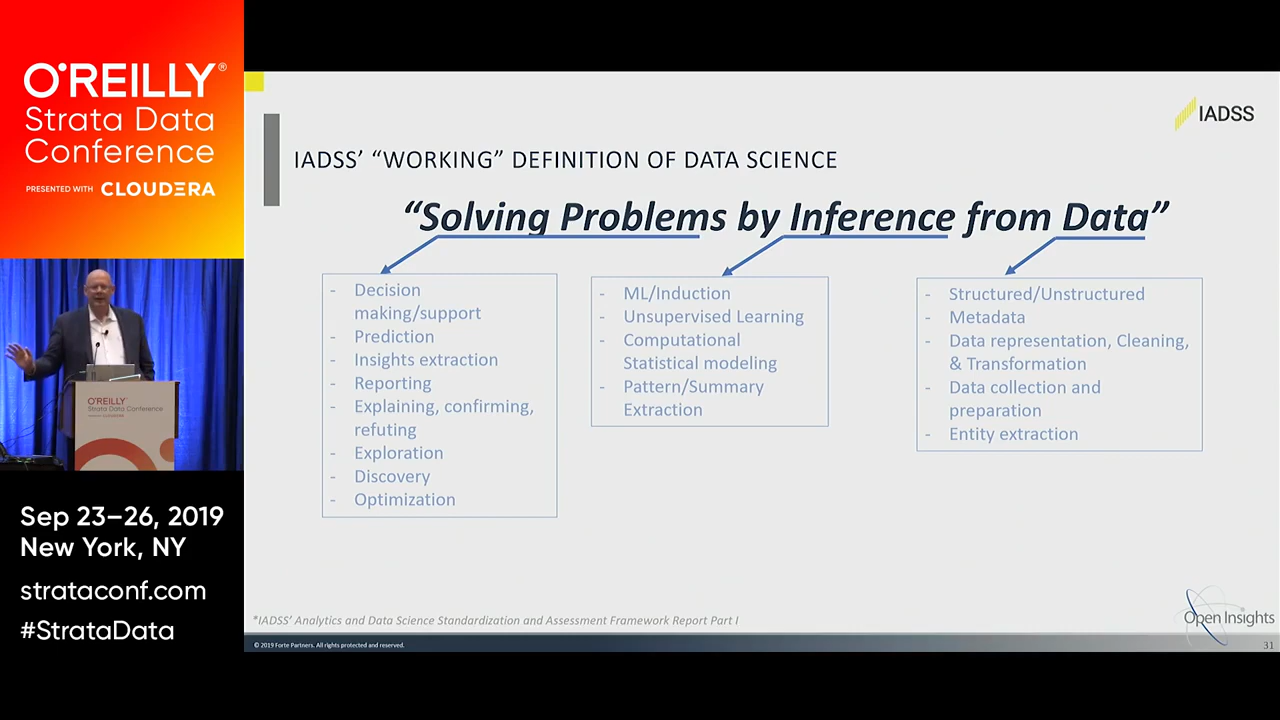 O'REILLY®
Strata Data
Conference
PRESENTED WITH CLOUDERA
O'REILLY®
Strata Data Conference
Sep 23–26, 2019
New York, NY
strataconf.com
#StrataData
IADSS
IADSS' “WORKING” DEFINITION OF DATA SCIENCE
“Solving Problems by Inference from Data”
- Decision
making/support
- Prediction
- Insights extraction
- Reporting
- Explaining, confirming,
refuting
- Exploration
- Discovery
- Optimization
- ML/Induction
- Unsupervised Learning
- Computational
Statistical modeling
- Pattern/Summary
Extraction
- Structured/Unstructured
- Metadata
- Data representation, Cleaning,
& Transformation
- Data collection and
preparation
- Entity extraction
*IADSS' Analytics and Data Science Standardization and Assessment Framework Report Part I
Open Insights
© 2019 Forte Partners. All rights protected and reserved.
31